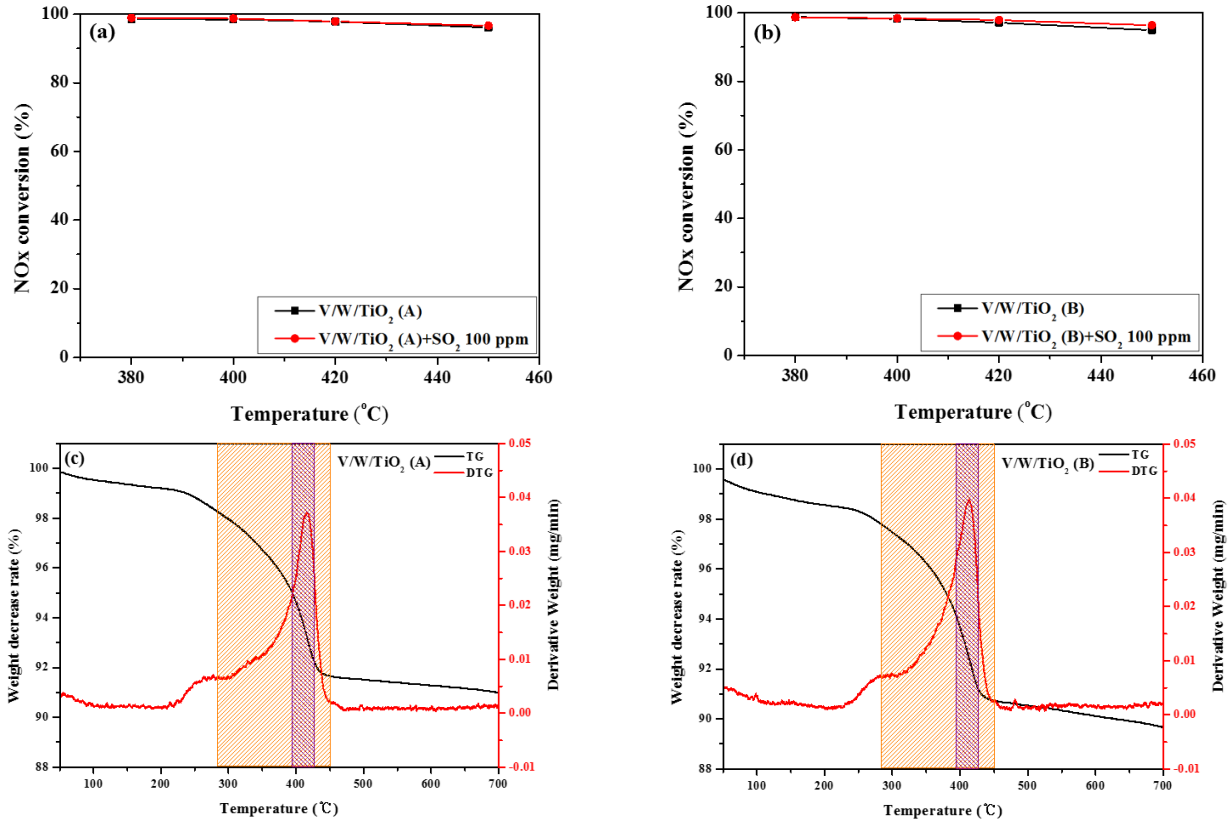 (a)
100
80
60
40
20
0
NOx conversion (%)
V/W/TiO2 (A)
V/W/TiO2 (A)+SO2 100 ppm
380 400 420 440 460
Temperature (oC)
(b)
100
80
60
40
20
0
NOx conversion (%)
V/W/TiO2 (B)
V/W/TiO2 (B)+SO2 100 ppm
380 400 420 440 460
Temperature (oC)
(c)
V/W/TiO2 (A)
TG
DTG
100
98
96
94
92
90
88
Weight decrease rate (%)
0.05
0.04
0.03
0.02
0.01
0.00
-0.01
Derivative Weight (mg/min)
100 200 300 400 500 600 700
Temperature (℃)
(d)
V/W/TiO2 (B)
TG
DTG
100
98
96
94
92
90
88
Weight decrease rate (%)
0.05
0.04
0.03
0.02
0.01
0.00
-0.01
Derivative Weight (mg/min)
100 200 300 400 500 600 700
Temperature (℃)